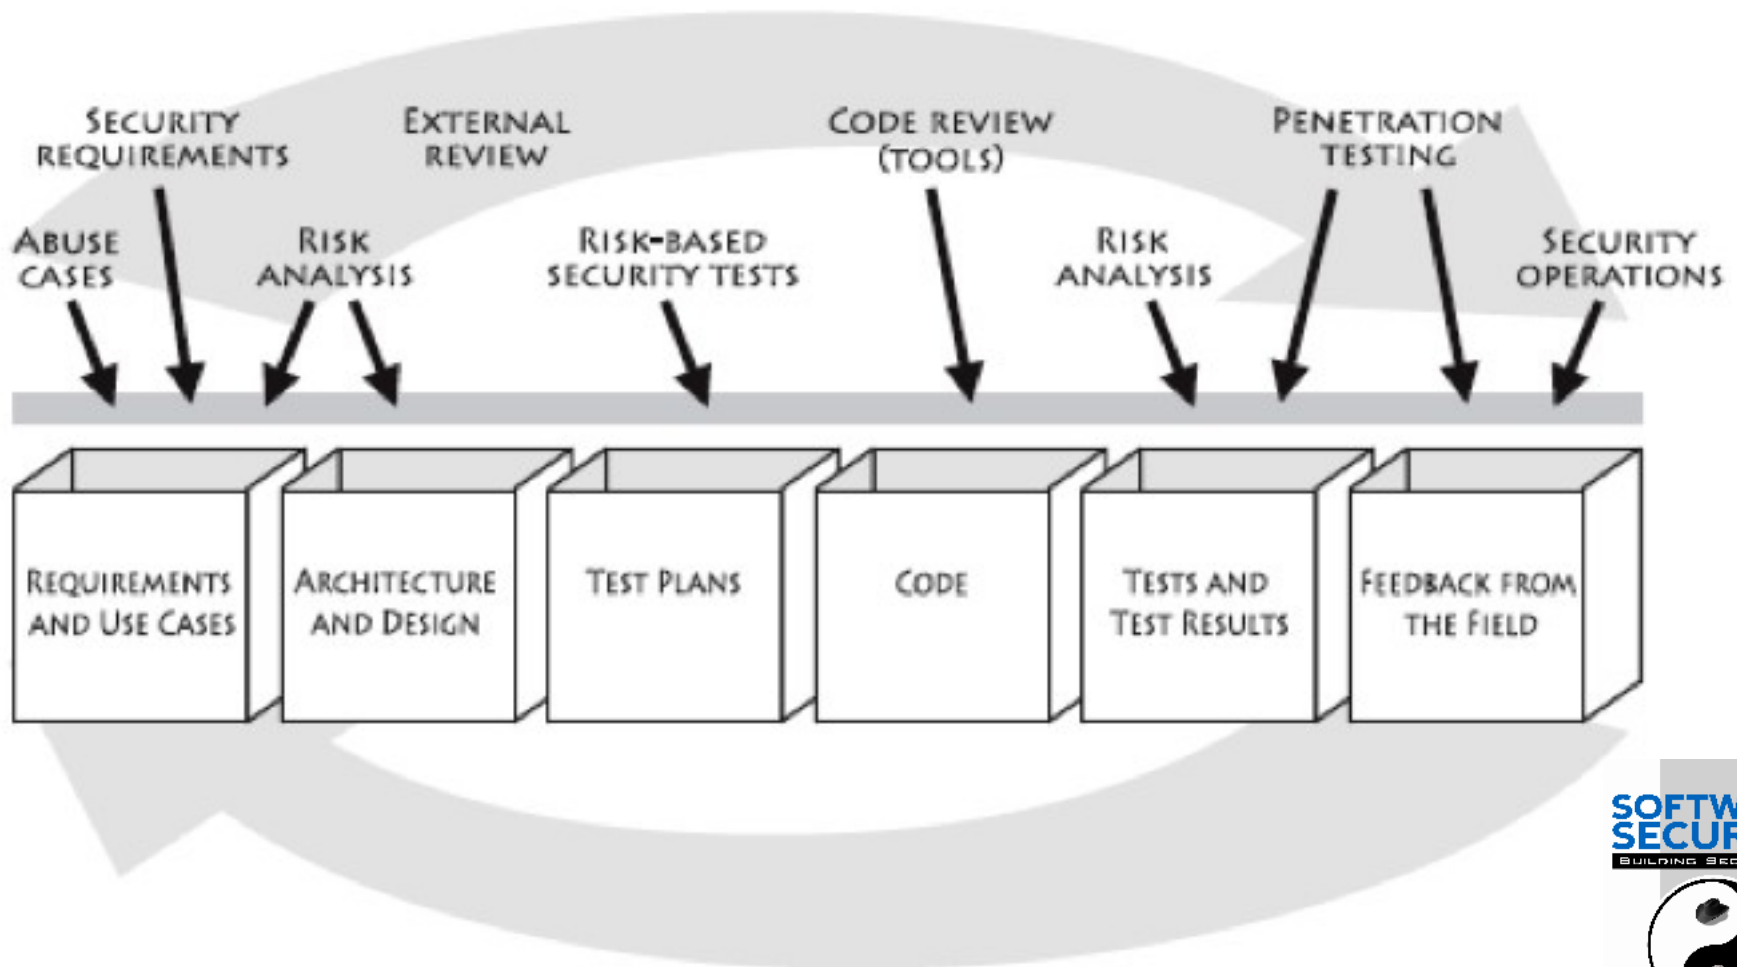 SECURITY
REQUIREMENTS
EXTERNAL
REVIEW
CODE REVIEW
(TOOLS)
PENETRATION
TESTING
ABUSE
CASES
RISK
ANALYSIS
RISK-BASED
SECURITY TESTS
RISK
ANALYSIS
SECURITY
OPERATIONS
REQUIREMENTS
AND USE CASES
ARCHITECTURE
AND DESIGN
TEST PLANS
CODE
TESTS AND
TEST RESULTS
FEEDBACK FROM
THE FIELD
BUILDING